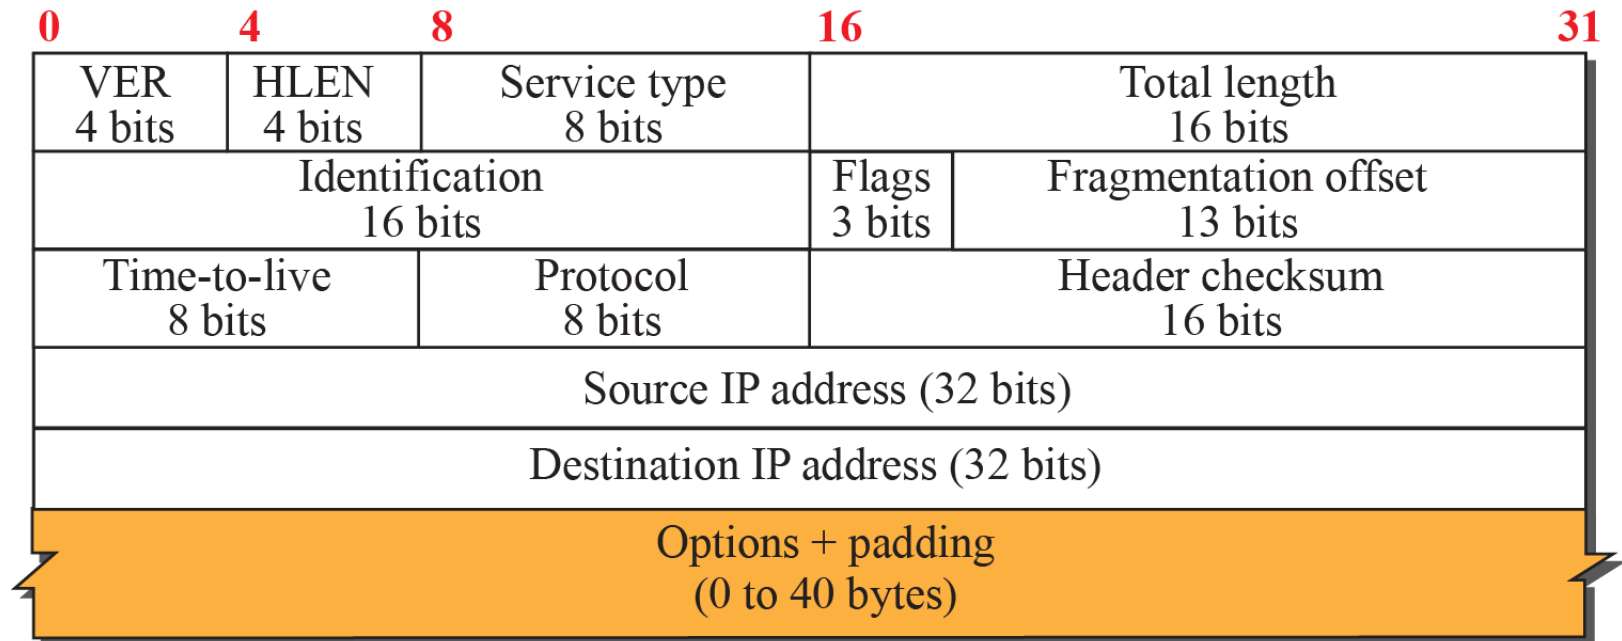 0 4 8 16 31
VER HLEN Service type Total length
4 bits 4 bits 8 bits 16 bits
Identification Flags Fragmentation offset
16 bits 3 bits 13 bits
Time-to-live Protocol Header checksum
8 bits 8 bits 16 bits
Source IP address (32 bits)
Destination IP address (32 bits)
Options + padding
(0 to 40 bytes)